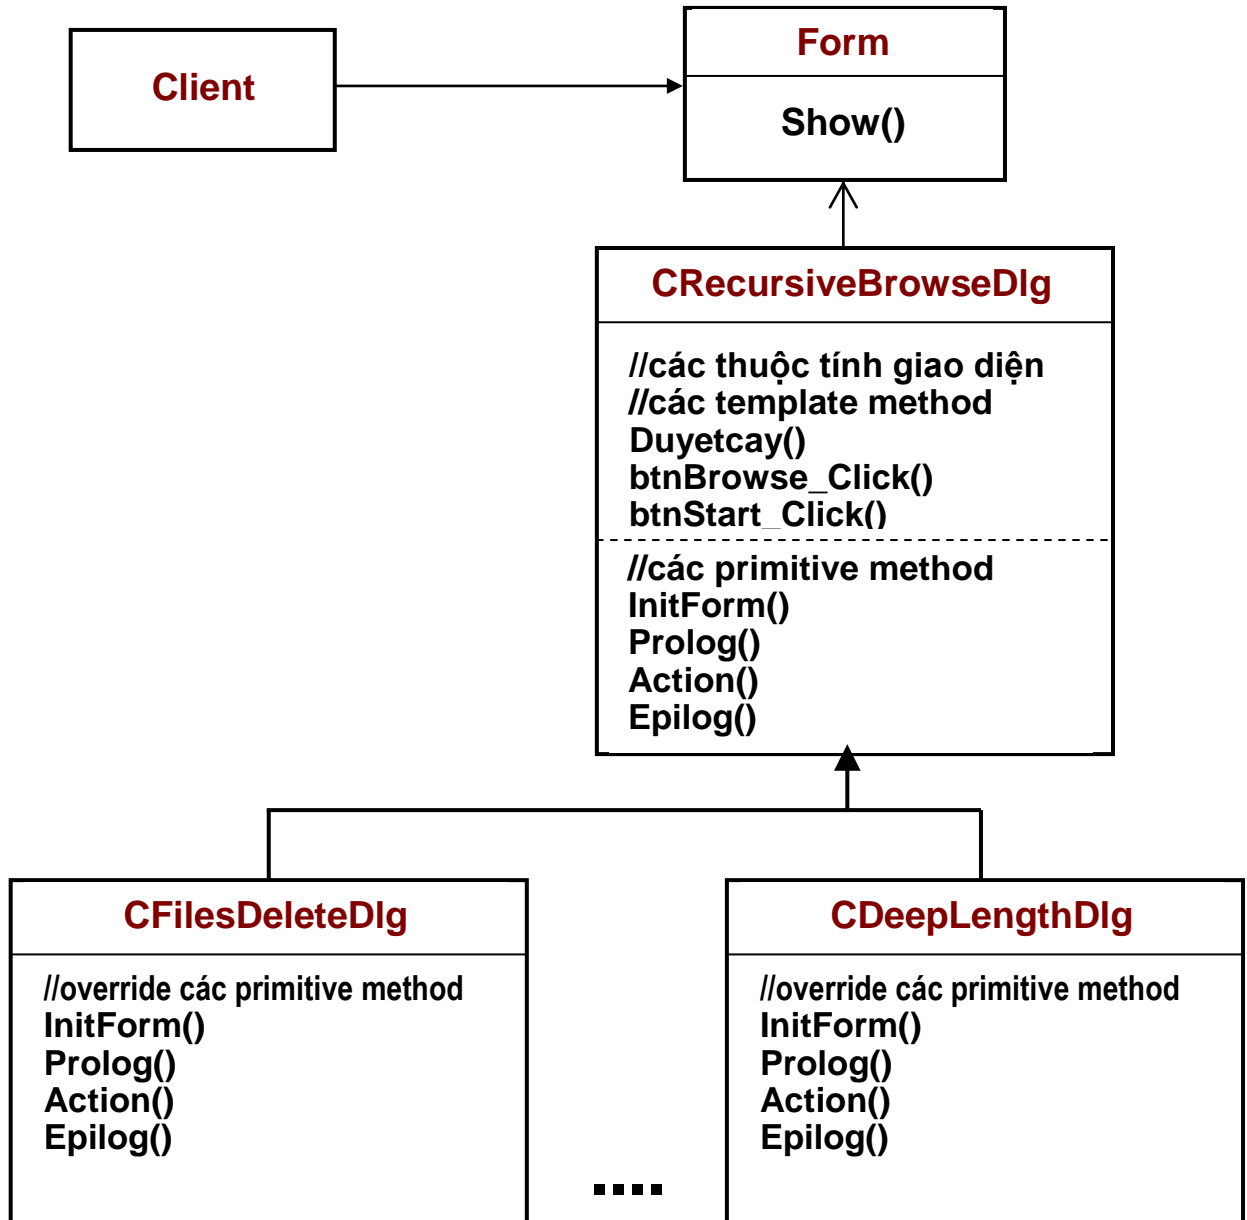 Client
Form
Show()
CRecursiveBrowseDlg
//các thuộc tính giao diện
//các template method
Duyetcay()
btnBrowse_Click()
btnStart_Click()
//các primitive method
InitForm()
Prolog()
Action()
Epilog()
CFilesDeleteDlg
//override các primitive method
InitForm()
Prolog()
Action()
Epilog()
....
CDeepLengthDlg
//override các primitive method
InitForm()
Prolog()
Action()
Epilog()